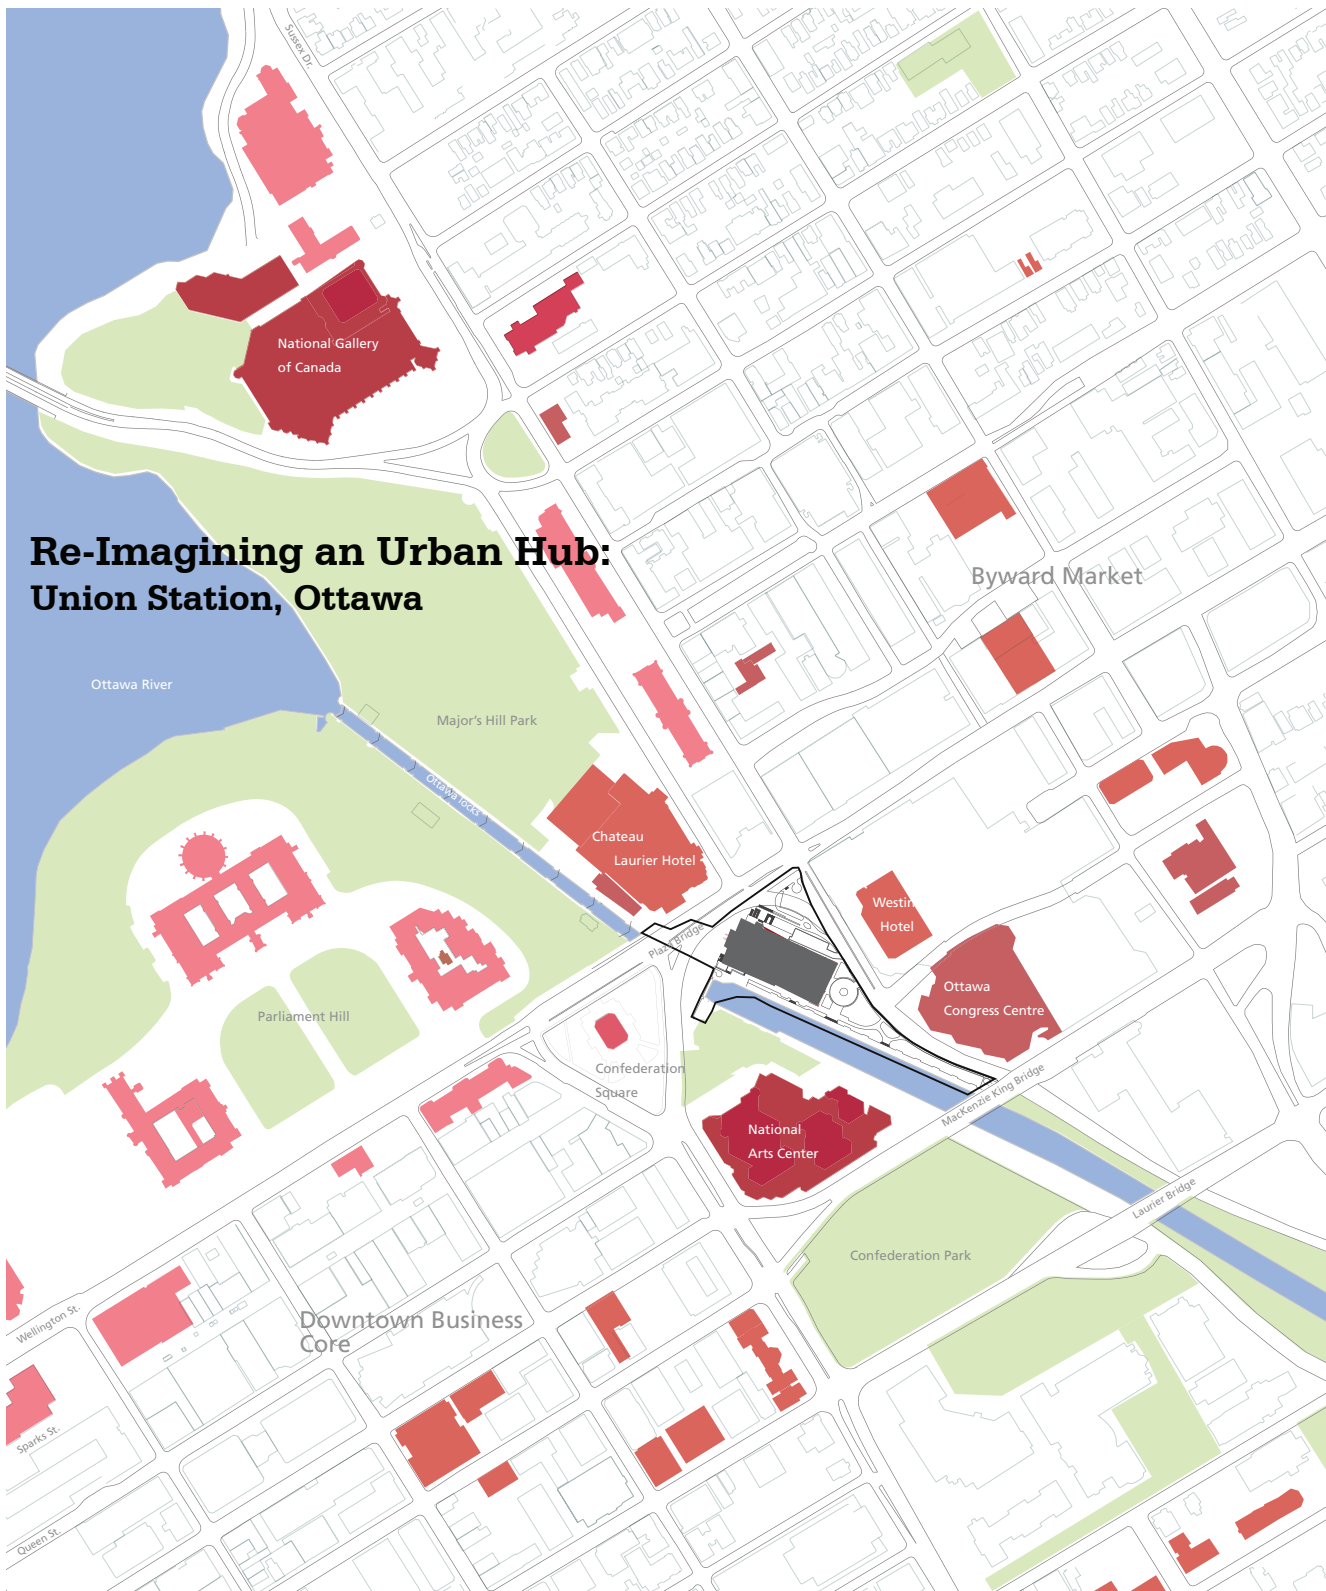 Sussex Dr.
National Gallery
of Canada
Re-Imagining an Urban Hub:
Union Station, Ottawa
Byward Market
Ottawa River
Major's Hill Park
Ottawa locks
Chateau
Laurier Hotel
Westin
Hotel
Plaza Bridge
Ottawa
Congress Centre
Parliament Hill
Confederation
Square
MacKenzie King Bridge
National
Arts Center
Laurier Bridge
Confederation Park
Wellington St.
Downtown Business
Core
Sparks St.
Queen St.